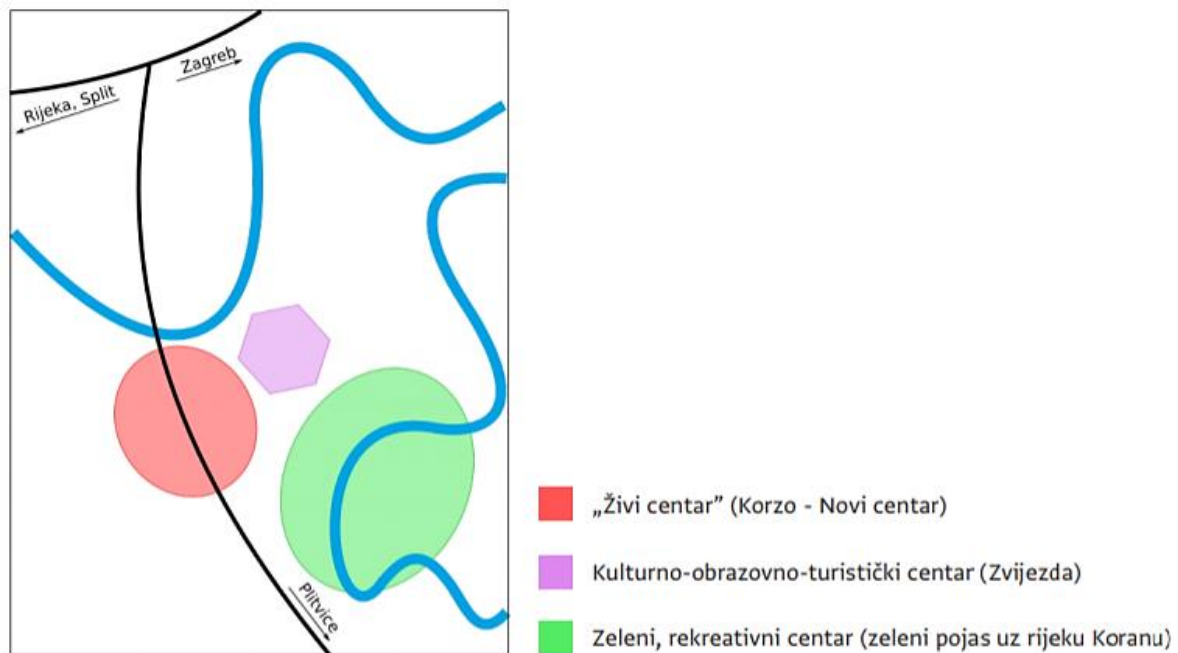 Zagreb
Rijeka, Split
Plitvice
„Živi centar” (Korzo - Novi centar)
Kulturno-obrazovno-turistički centar (Zvijezda)
Zeleni, rekreativni centar (zeleni pojas uz rijeku Koranu)